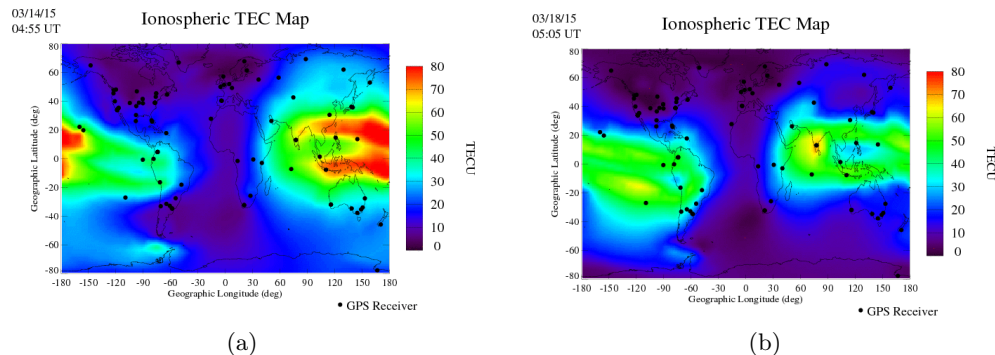 03/14/15
04:55 UT
Ionospheric TEC Map
80
60
40
20
0
-20
-40
-60
-80
Geographic Latitude (deg)
-180 -150 -120 -90 -60 -30 0 30 60 90 120 150 180
Geographic Longitude (deg)
80
70
60
50
40
30
20
10
0
TECU
GPS Receiver
(a)
03/18/15
05:05 UT
Ionospheric TEC Map
80
60
40
20
0
-20
-40
-60
-80
Geographic Latitude (deg)
-180 -150 -120 -90 -60 -30 0 30 60 90 120 150 180
Geographic Longitude (deg)
80
70
60
50
40
30
20
10
0
TECU
GPS Receiver
(b)